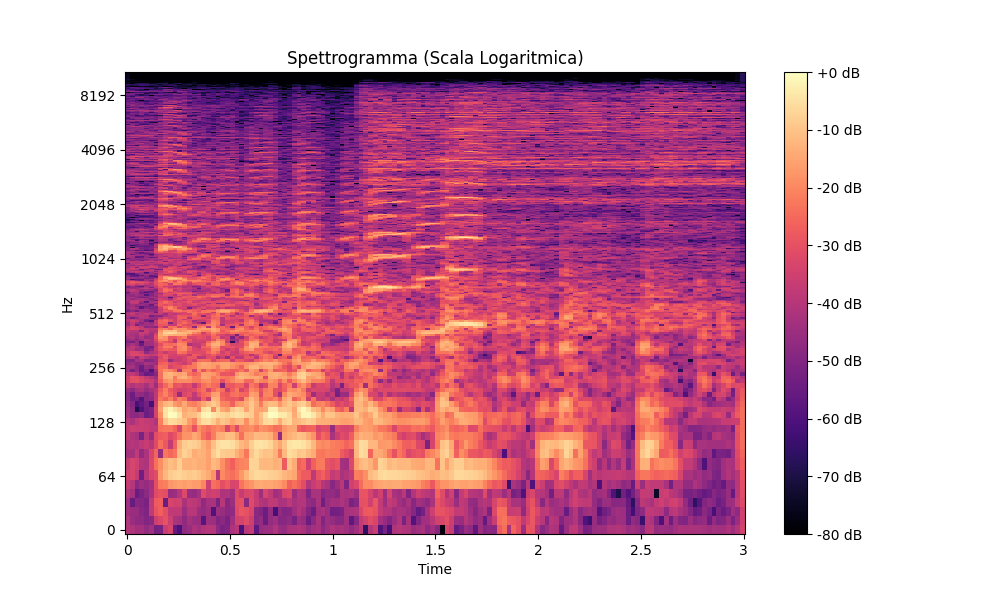 Spettrogramma (Scala Logaritmica)
Hz
8192
4096
2048
1024
512
256
128
64
0
0 0.5 1 1.5 2 2.5 3
Time
+0 dB
-10 dB
-20 dB
-30 dB
-40 dB
-50 dB
-60 dB
-70 dB
-80 dB